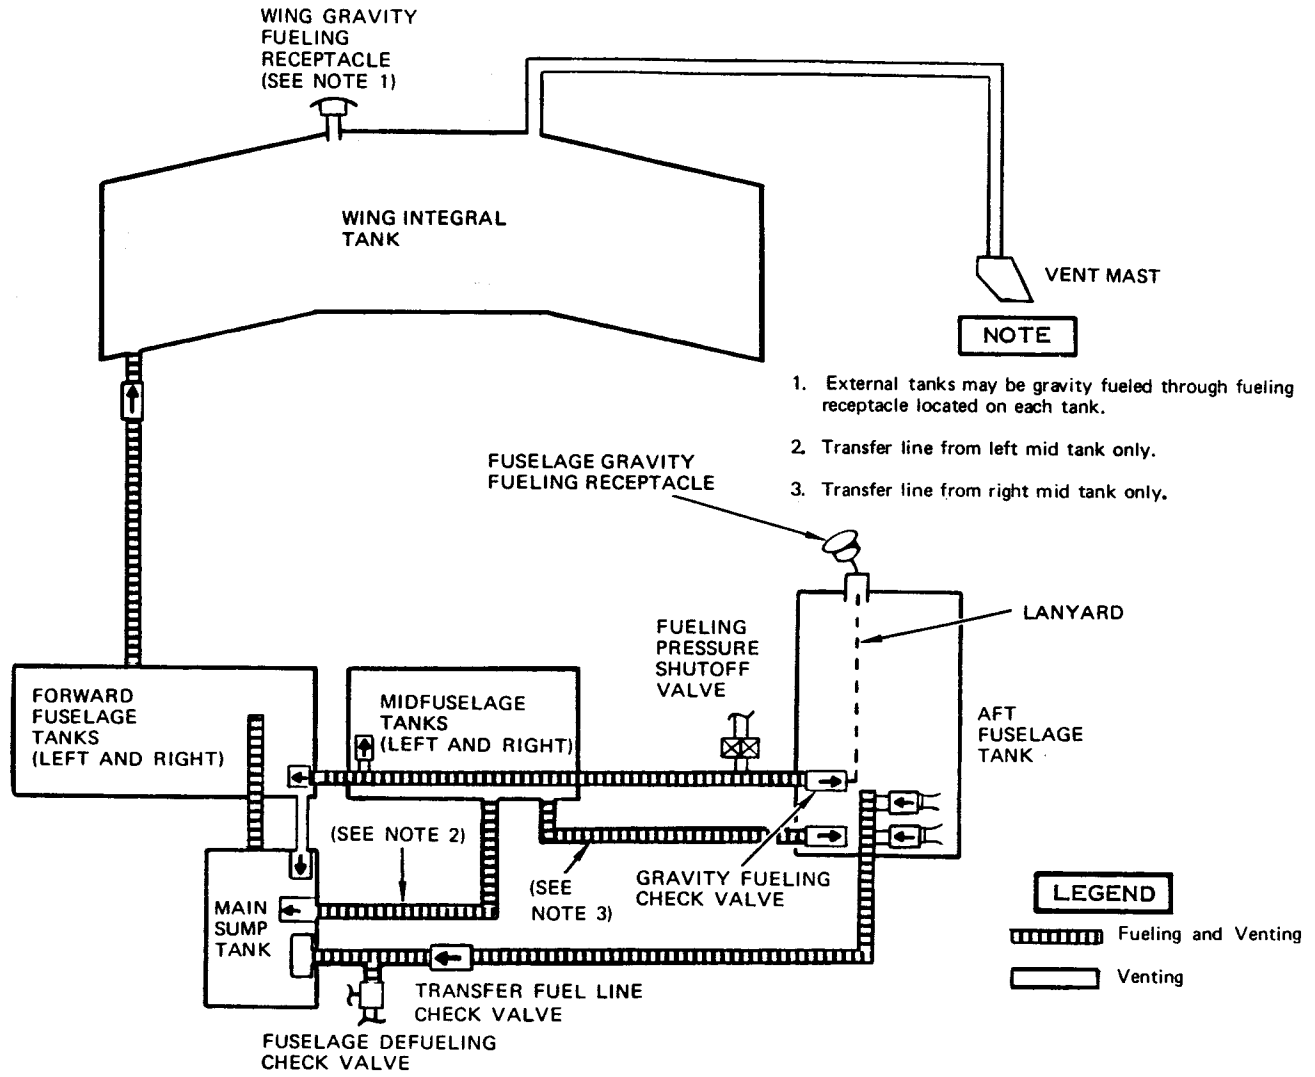 WING GRAVITY
FUELING
RECEPTACLE
(SEE NOTE 1)
WING INTEGRAL
TANK
VENT MAST
NOTE
1. External tanks may be gravity fueled through fueling
receptacle located on each tank.
2. Transfer line from left mid tank only.
3. Transfer line from right mid tank only.
FUSELAGE GRAVITY
FUELING RECEPTACLE
LANYARD
FUELING
PRESSURE
SHUTOFF
VALVE
FORWARD
FUSELAGE
TANKS
(LEFT AND RIGHT)
MIDFUSELAGE
TANKS
(LEFT AND RIGHT)
AFT
FUSELAGE
TANK
(SEE NOTE 2)
(SEE
NOTE 3)
GRAVITY FUELING
CHECK VALVE
MAIN
SUMP
TANK
TRANSFER FUEL LINE
CHECK VALVE
FUSELAGE DEFUELING
CHECK VALVE
LEGEND
Fueling and Venting
Venting